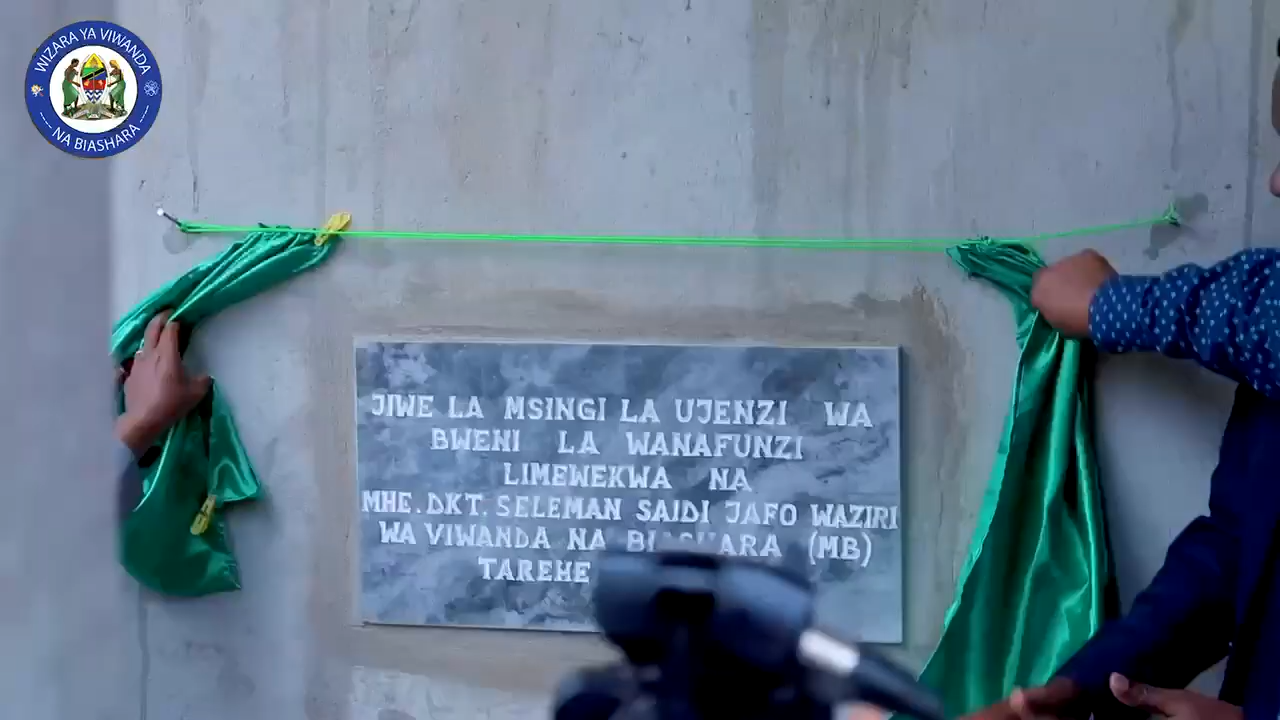 WIZARA YA VIWANDA
NA BIASHARA
JIWE LA MSINGI LA UJENZI WA
BWENI LA WANAFUNZI
LIMEWEKWA NA
MHE. DKT. SELEMAN SAIDI JAFO WAZIRI
WA VIWANDA NA BIASHARA (MB)
TAREHE